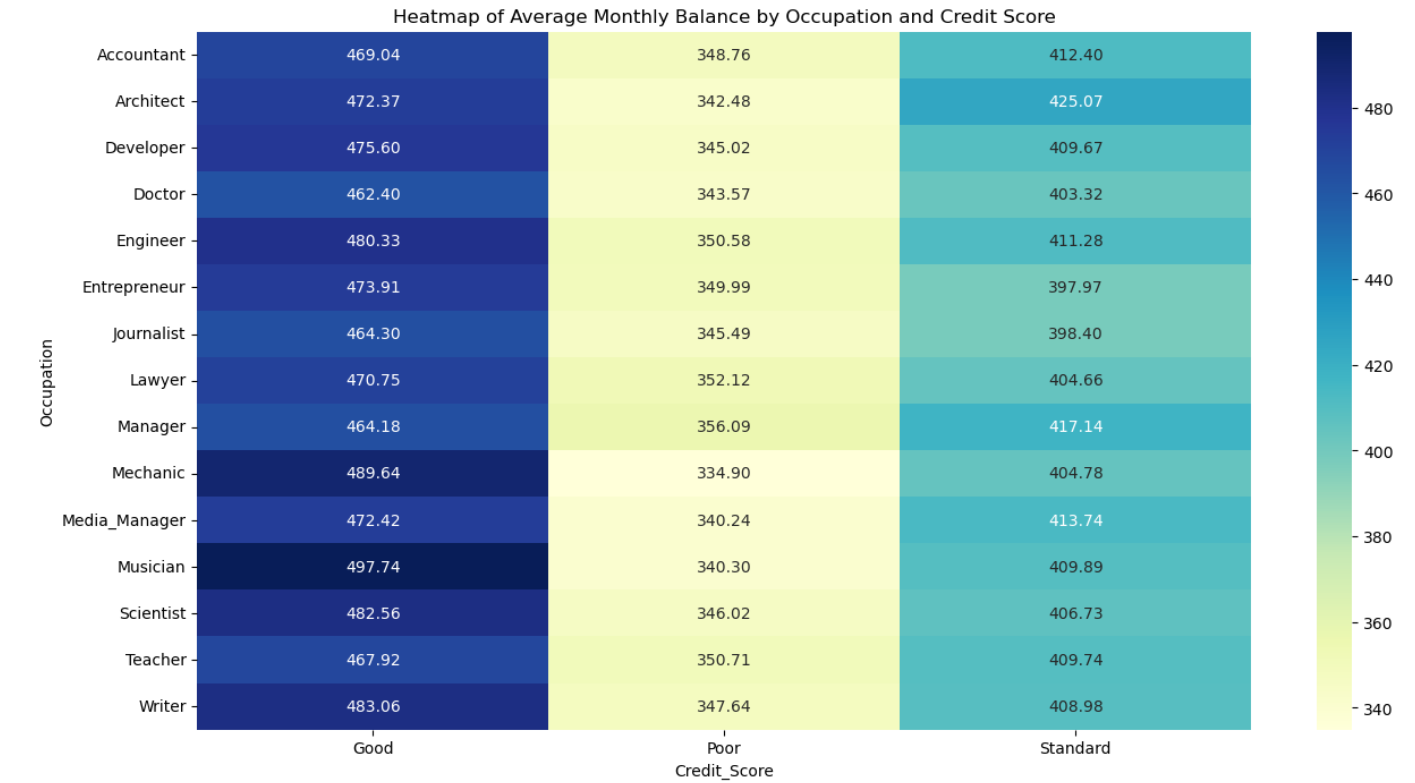 Heatmap of Average Monthly Balance by Occupation and Credit Score
Occupation
Accountant 469.04 348.76 412.40
Architect 472.37 342.48 425.07
Developer 475.60 345.02 409.67
Doctor 462.40 343.57 403.32
Engineer 480.33 350.58 411.28
Entrepreneur 473.91 349.99 397.97
Journalist 464.30 345.49 398.40
Lawyer 470.75 352.12 404.66
Manager 464.18 356.09 417.14
Mechanic 489.64 334.90 404.78
Media_Manager 472.42 340.24 413.74
Musician 497.74 340.30 409.89
Scientist 482.56 346.02 406.73
Teacher 467.92 350.71 409.74
Writer 483.06 347.64 408.98
Good Poor Standard
Credit_Score
480
460
440
420
400
380
360
340